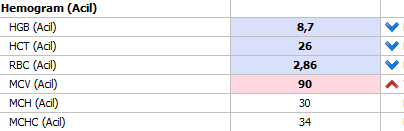 Hemogram (Acil)
HGB (Acil) 8,7
HCT (Acil) 26
RBC (Acil) 2,86
MCV (Acil) 90
MCH (Acil) 30
MCHC (Acil) 34